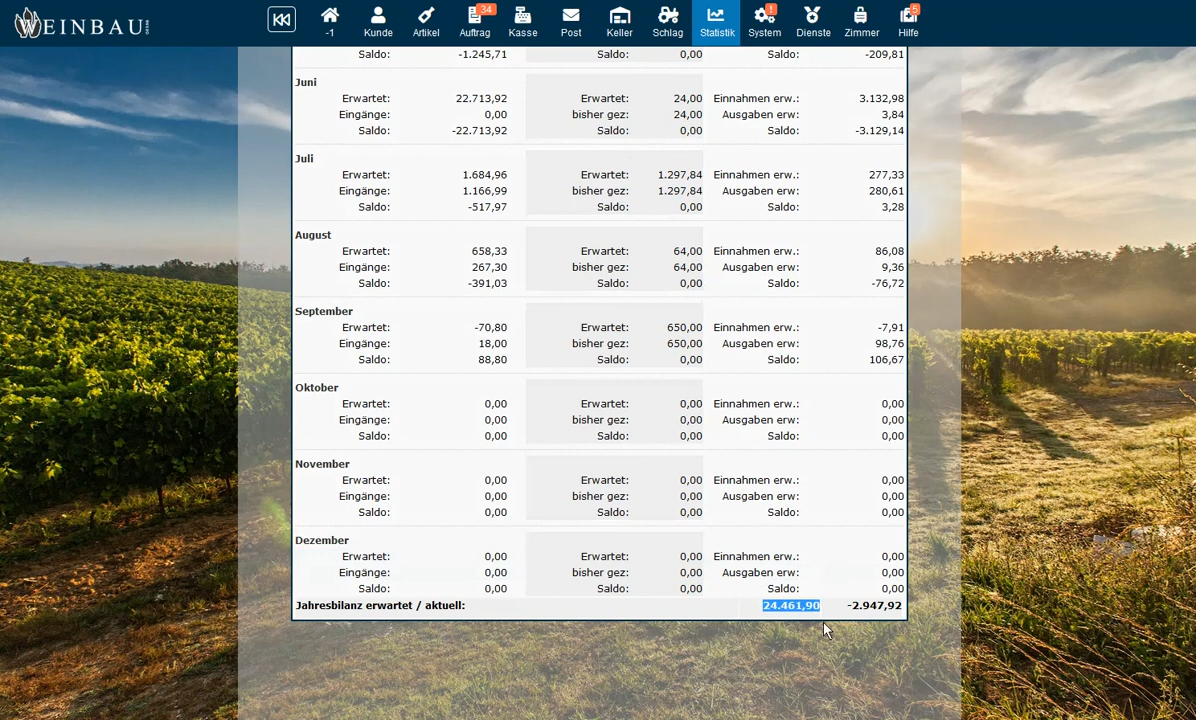 WEINBAU ORBIS
34
!
5
-1 Kunde Artikel Auftrag Kasse Post Keller Schlag Statistik System Dienste Zimmer Hilfe
Saldo: -1.245,71 Saldo: 0,00 Saldo: -209,81
Juni
Erwartet: 22.713,92 Erwartet: 24,00 Einnahmen erw.: 3.132,98
Eingänge: 0,00 bisher gez: 24,00 Ausgaben erw: 3,84
Saldo: -22.713,92 Saldo: 0,00 Saldo: -3.129,14
Juli
Erwartet: 1.684,96 Erwartet: 1.297,84 Einnahmen erw.: 277,33
Eingänge: 1.166,99 bisher gez: 1.297,84 Ausgaben erw: 280,61
Saldo: -517,97 Saldo: 0,00 Saldo: 3,28
August
Erwartet: 658,33 Erwartet: 64,00 Einnahmen erw.: 86,08
Eingänge: 267,30 bisher gez: 64,00 Ausgaben erw: 9,36
Saldo: -391,03 Saldo: 0,00 Saldo: -76,72
September
Erwartet: -70,80 Erwartet: 650,00 Einnahmen erw.: -7,91
Eingänge: 18,00 bisher gez: 650,00 Ausgaben erw: 98,76
Saldo: 88,80 Saldo: 0,00 Saldo: 106,67
Oktober
Erwartet: 0,00 Erwartet: 0,00 Einnahmen erw.: 0,00
Eingänge: 0,00 bisher gez: 0,00 Ausgaben erw: 0,00
Saldo: 0,00 Saldo: 0,00 Saldo: 0,00
November
Erwartet: 0,00 Erwartet: 0,00 Einnahmen erw.: 0,00
Eingänge: 0,00 bisher gez: 0,00 Ausgaben erw: 0,00
Saldo: 0,00 Saldo: 0,00 Saldo: 0,00
Dezember
Erwartet: 0,00 Erwartet: 0,00 Einnahmen erw.: 0,00
Eingänge: 0,00 bisher gez: 0,00 Ausgaben erw: 0,00
Saldo: 0,00 Saldo: 0,00 Saldo: 0,00
Jahresbilanz erwartet / aktuell: 24.461,90 -2.947,92